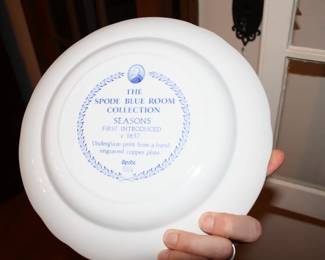 THE
SPODE BLUE ROOM
COLLECTION
SEASONS
FIRST INTRODUCED
c. 1837
Underglaze print from a hand
engraved copper plate
Spode